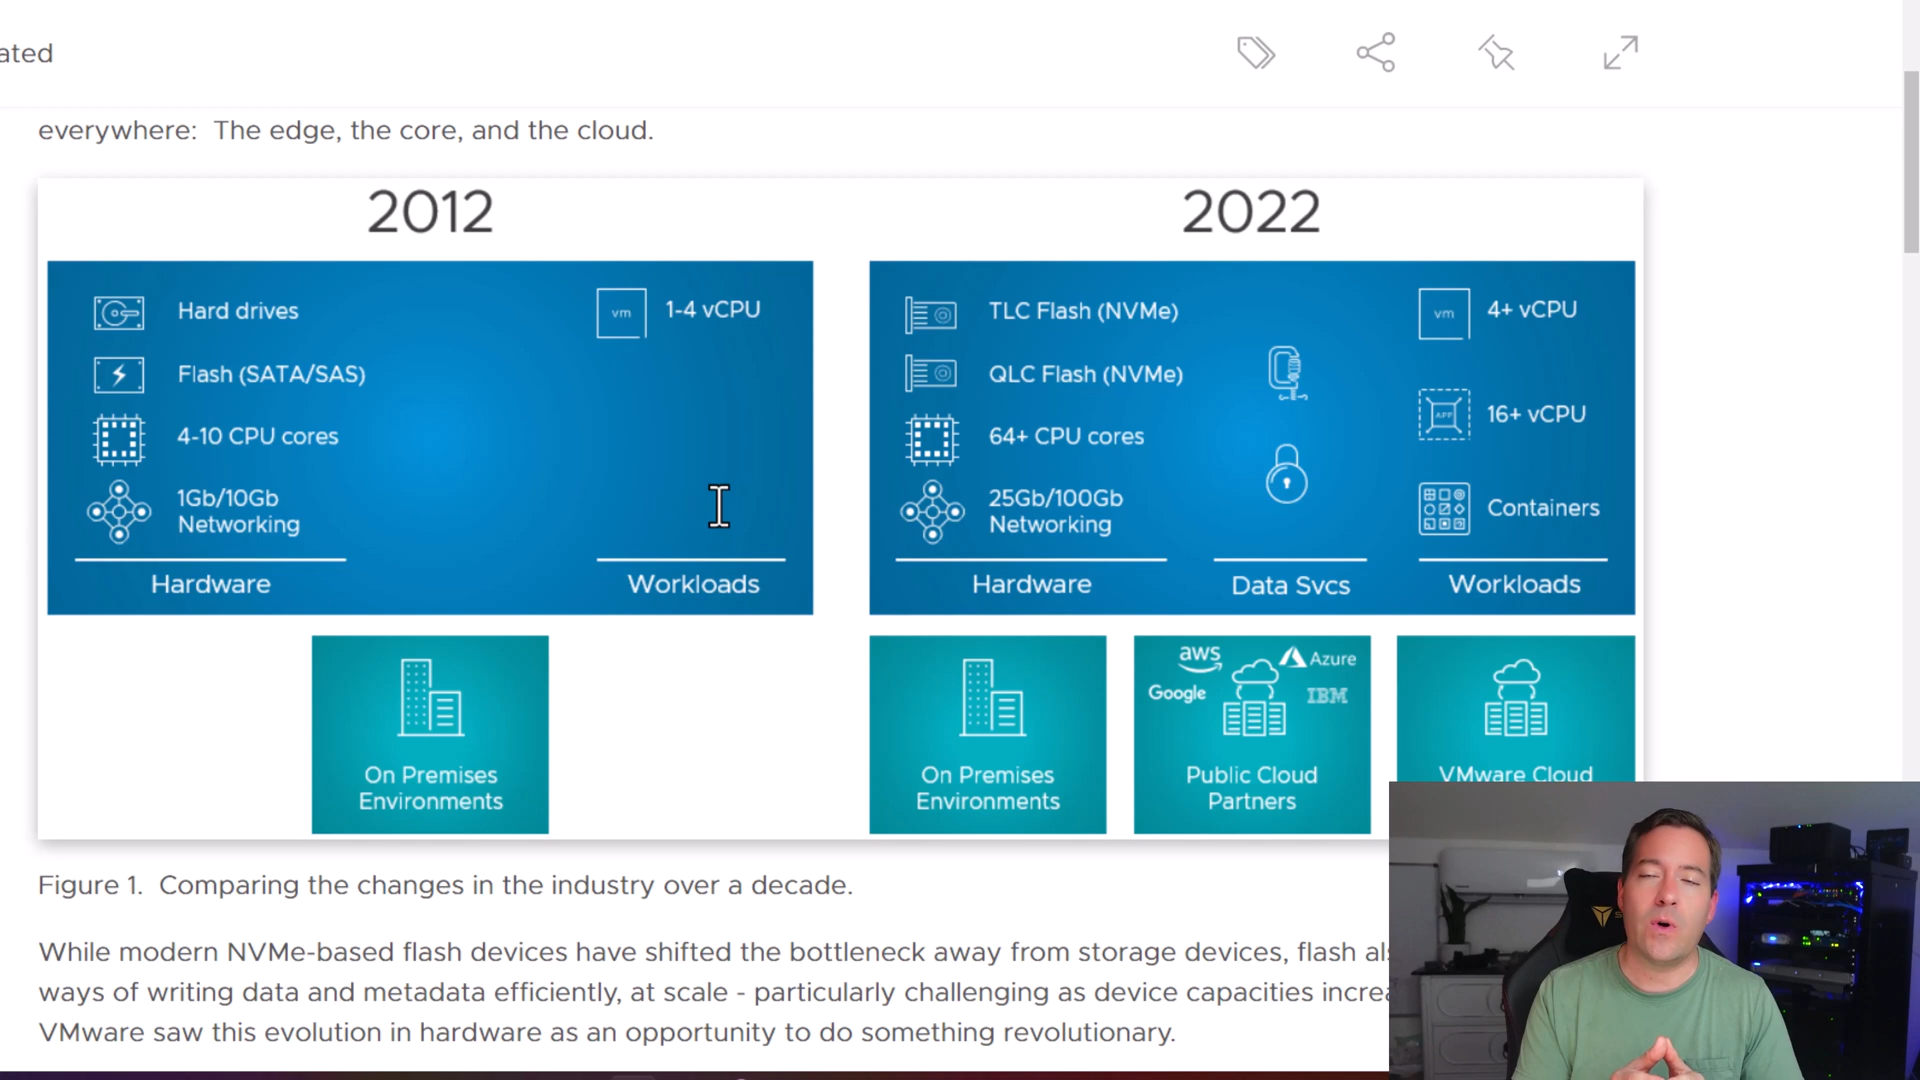 ated
everywhere: The edge, the core, and the cloud.
2012
Hard drives
Flash (SATA/SAS)
4-10 CPU cores
1Gb/10Gb
Networking
Hardware
vm
1-4 vCPU
Workloads
On Premises
Environments
2022
TLC Flash (NVMe)
QLC Flash (NVMe)
64+ CPU cores
25Gb/100Gb
Networking
Hardware
Data Svcs
vm
4+ vCPU
APP
16+ vCPU
Containers
Workloads
On Premises
Environments
aws
Azure
Google
IBM
Public Cloud
Partners
VMware Cloud
Figure 1. Comparing the changes in the industry over a decade.
While modern NVMe-based flash devices have shifted the bottleneck away from storage devices, flash als
ways of writing data and metadata efficiently, at scale - particularly challenging as device capacities increa
VMware saw this evolution in hardware as an opportunity to do something revolutionary.